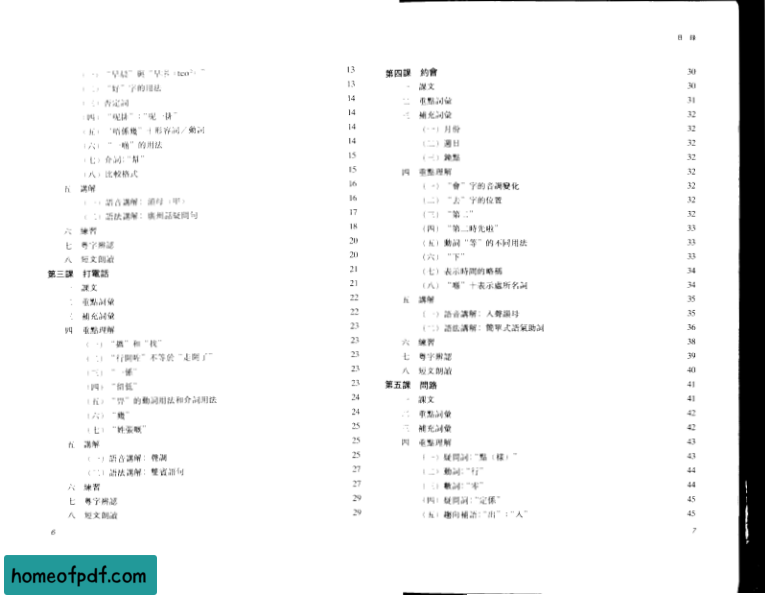 （一）“早晨”與“早 (tco
13
（二）“好”字的用法 13
（三）否定詞 14
（四）“呢排”；“呢一排” 14
（五）“唔係幾”＋形容詞／動詞 14
（六）“一 ”的用法 14
（七）介詞：“ ” 15
（八）比較格式 15
五 講解 16
（一）語音講解：韻母（甲） 16
（二）語法講解：廣州話疑問句 17
六 練習 18
七 粵字辨認 20
八 短文朗讀 20
第三課 打電話 21
一 課文 21
二 重點詞彙 22
三 補充詞彙 22
四 重點理解 23
（一）“搵”和“找” 23
（二）“行開咗”不等於“走開了” 23
（三）“一係” 23
（四） 23
（五） 的動詞用法和介詞用法 24
（六）“幾” 24
（七）“姓張嘅” 25
五 講解 25
（一）語音講解：聲調 25
（二）語法講解：雙賓語句 27
六 練習 27
七 粵字辨認 29
八 短文朗讀 29
6
目 錄
第四課 約會 30
一 課文 30
二 重點詞彙 31
三 補充詞彙 32
（一）月份 32
（二）週日 32
（三）鐘點 32
四 重點理解 32
（一）“會”字的音調變化 32
（二）“去”字的位置 32
（三）“第二” 32
（四）“第二時先啦” 33
（五）動詞“等”的不同用法 33
（六）“下” 33
（七）表示時間的略稱 34
（八）“喺”＋表示處所名詞 34
五 講解 35
（一）語音講解：入聲韻母 35
（二）語法講解：簡單式語氣助詞 36
六 練習 38
七 粵字辨認 39
八 短文朗讀 40
第五課 問路 41
一 課文 41
二 重點詞彙 42
三 補充詞彙 42
四 重點理解 43
（一）疑問詞：“點（樣）” 43
（二）動詞：“行” 44
（三）數詞：“零” 44
（四）疑問詞：“定係” 45
（五）趨向補語：“出”；“入” 45
7
homeofpdf.com